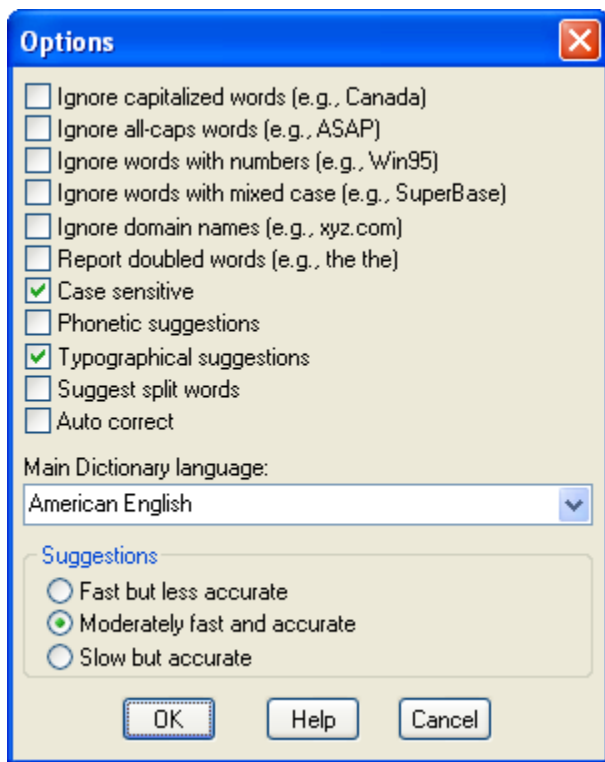 Options
Ignore capitalized words (e.g., Canada)
Ignore all-caps words (e.g., ASAP)
Ignore words with numbers (e.g., Win95)
Ignore words with mixed case (e.g., SuperBase)
Ignore domain names (e.g., xyz.com)
Report doubled words (e.g., the the)
Case sensitive
Phonetic suggestions
Typographical suggestions
Suggest split words
Auto correct
Main Dictionary language:
American English
Suggestions
Fast but less accurate
Moderately fast and accurate
Slow but accurate
OK Help Cancel